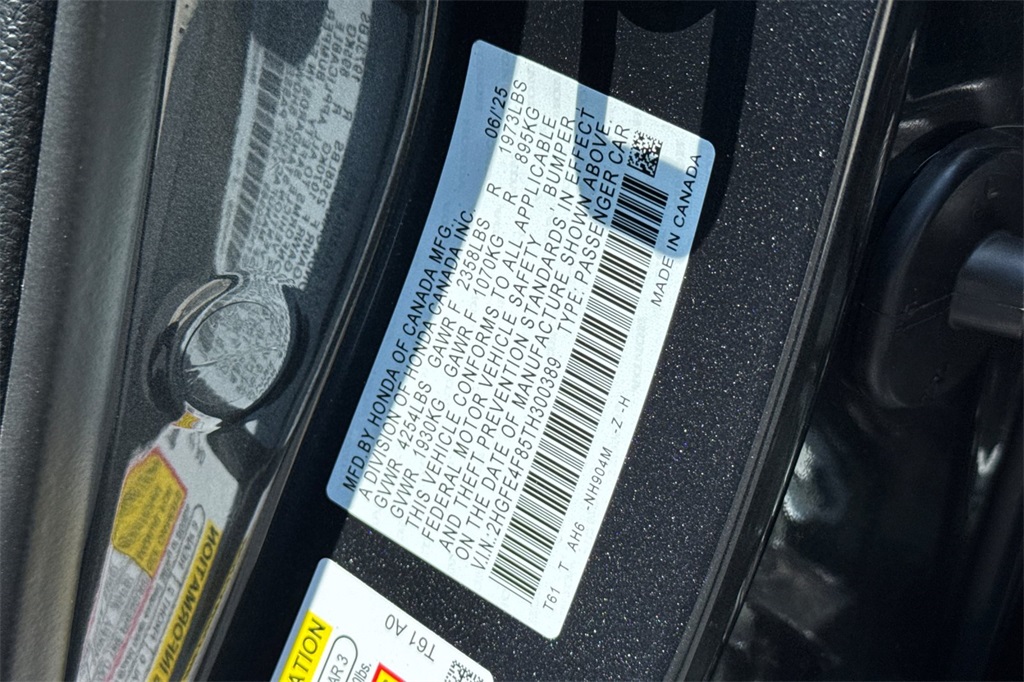 MFD.BY HONDA OF CANADA MFG. 06/'25
A DIVISION OF HONDA CANADA INC.
GVWR 4254LBS GAWR F 2358LBS R 1973LBS
GVWR 1930KG GAWR F 1070KG R 895KG
THIS VEHICLE CONFORMS TO ALL APPLICABLE
FEDERAL MOTOR VEHICLE SAFETY , BUMPER ,
AND THEFT PREVENTION STANDARDS IN EFFECT
ON THE DATE OF MANUFACTURE SHOWN ABOVE.
V.I.N.:2HGFE4F85TH300389 TYPE: PASSENGER CAR
T61 T AH6 -NH904M Z -H MADE IN CANADA
T61 A0
ATION
AR 3